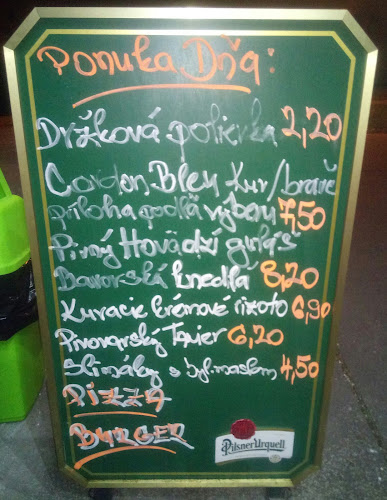 Ponuka Dňa:
Držková polievka 2,20
Cordon-Bleu Kur/bravč
príloha podľa výberu 7,50
Pivný Hovädzí guláš
Bavorská knedľa 8,20
Kuracie krémové rizoto 6,90
Pivovarský Tanier 6,20
Slimáky s byl.maslom 4,50
PIZZA
BURGER
Pilsner Urquell